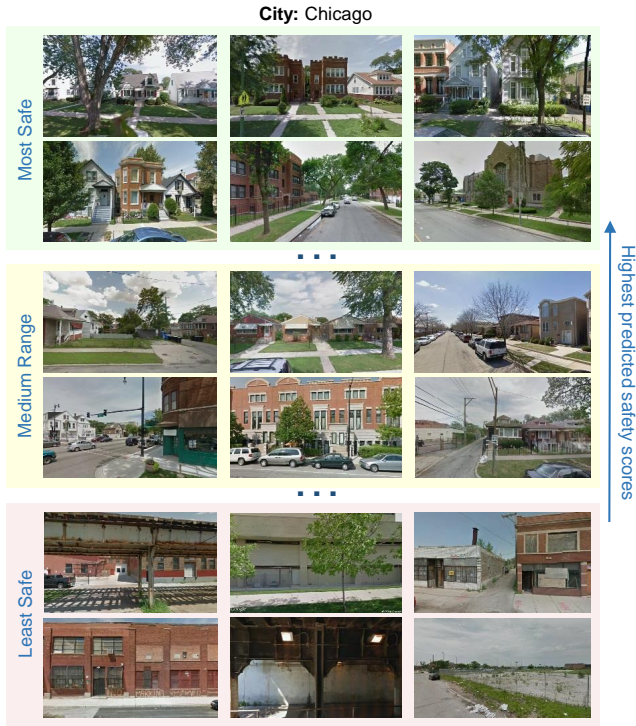 City: Chicago
Most Safe
. . .
Medium Range
. . .
Least Safe
Highest predicted safety scores